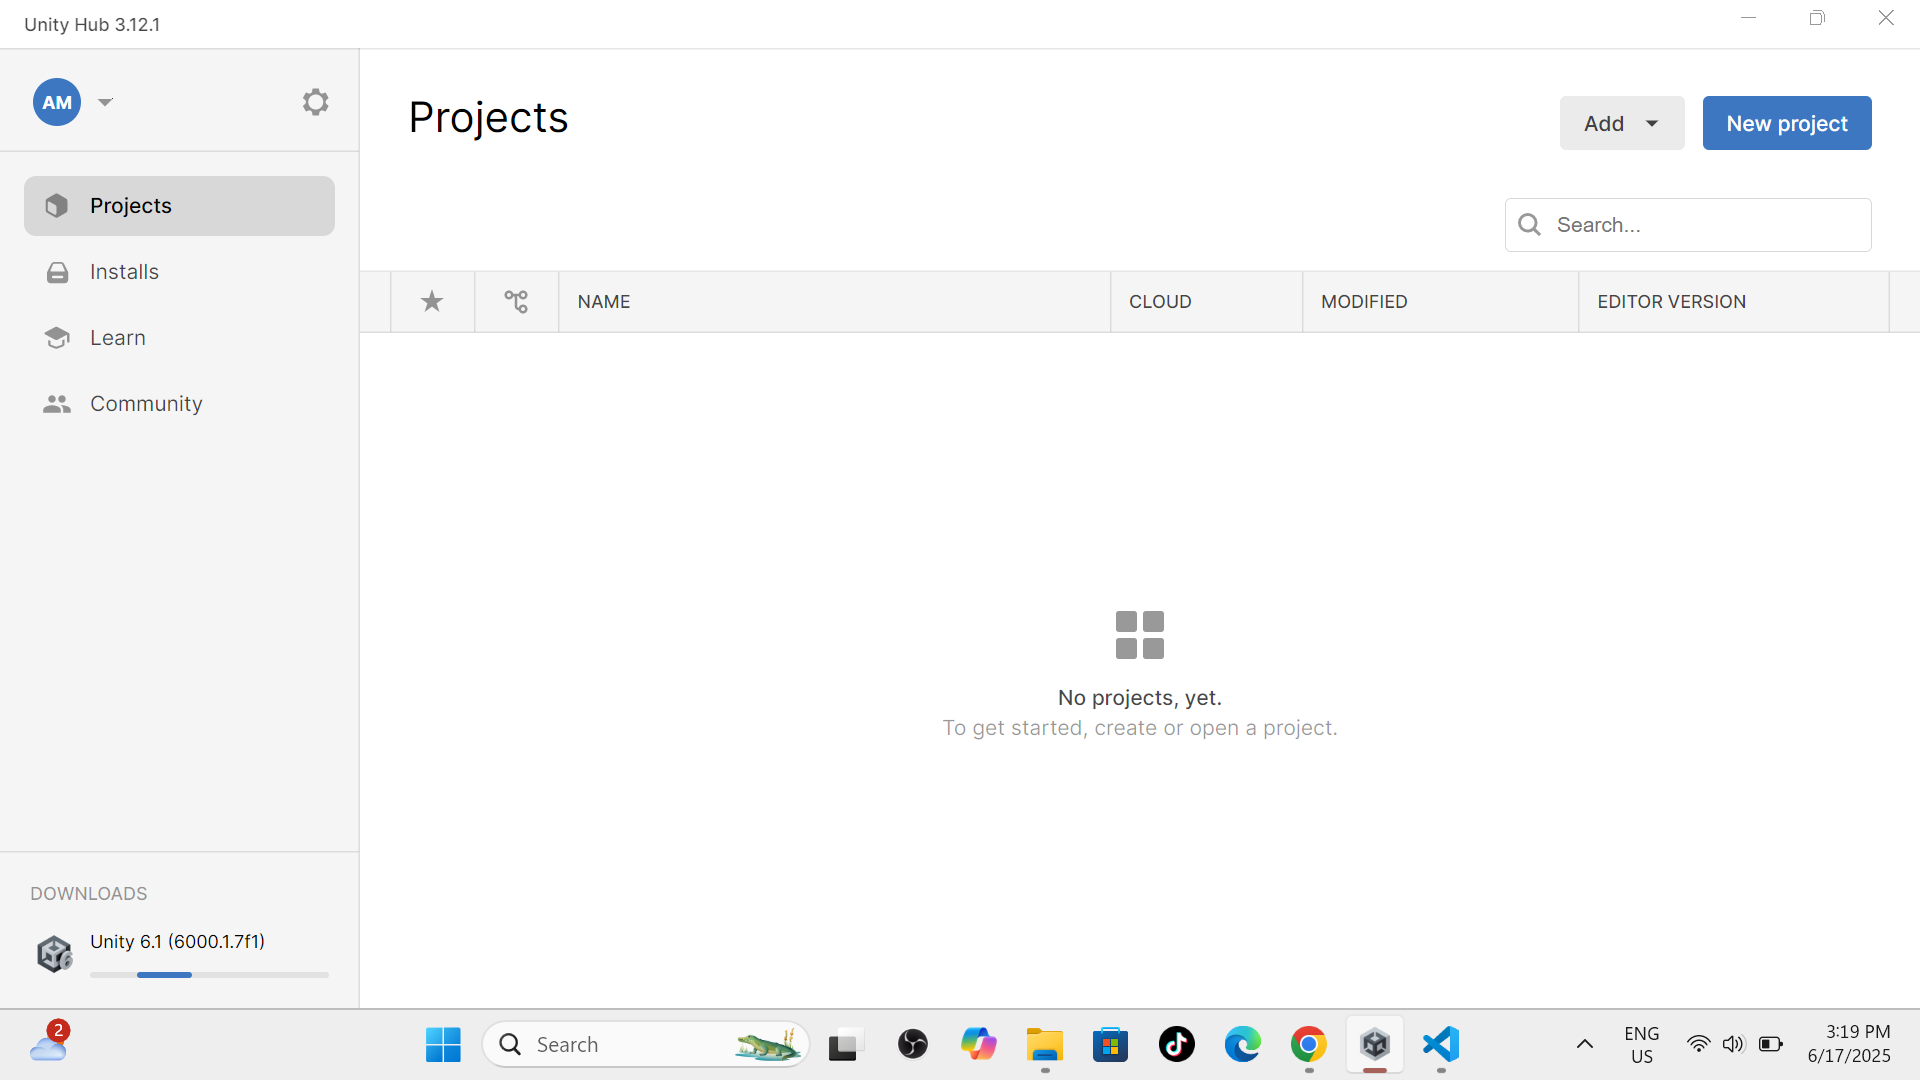 Unity Hub 3.12.1
AM
Projects
Installs
Learn
Community
DOWNLOADS
Unity 6.1 (6000.1.7f1)
Projects
Add
New project
Search...
NAME
CLOUD
MODIFIED
EDITOR VERSION
No projects, yet.
To get started, create or open a project.
2
Search
ENG
US
3:19 PM
6/17/2025